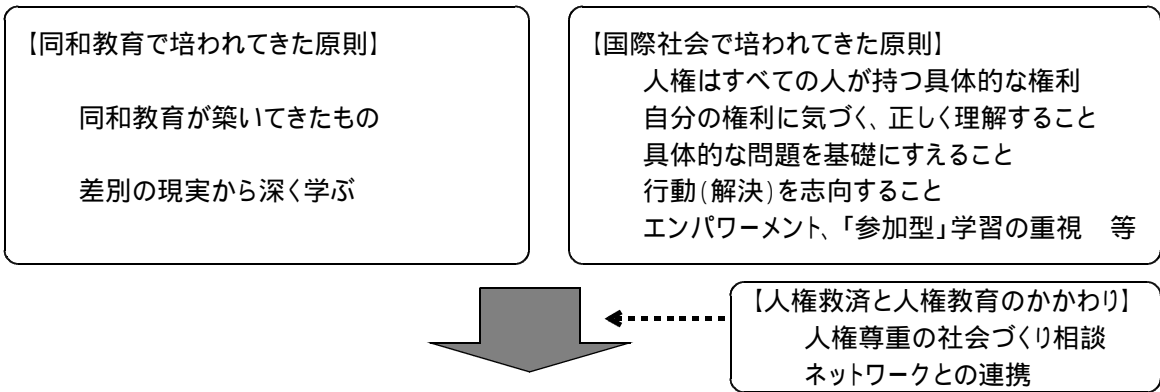 【同和教育で培われてきた原則】
同和教育が築いてきたもの
差別の現実から深く学ぶ
【国際社会で培われてきた原則】
人権はすべての人が持つ具体的な権利
自分の権利に気づく、正しく理解すること
具体的な問題を基礎にすえること
行動(解決)を志向すること
エンパワーメント、「参加型」学習の重視　等
【人権救済と人権教育のかかわり】
人権尊重の社会づくり相談
ネットワークとの連携